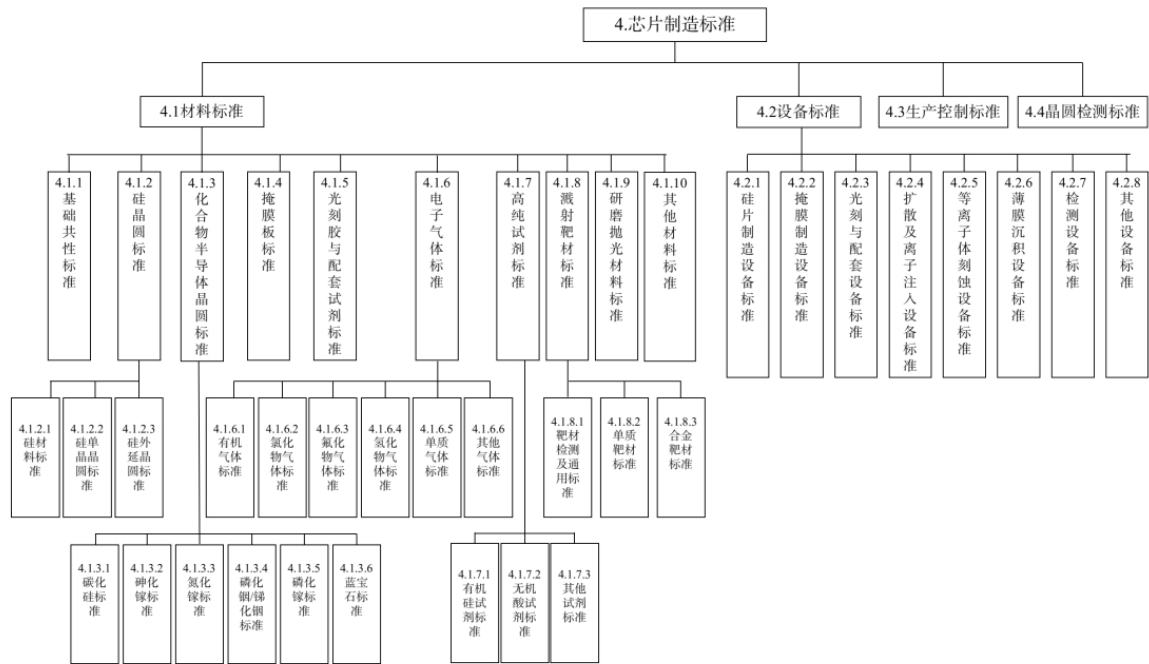 4.芯片制造标准
4.1材料标准
4.2设备标准
4.3生产控制标准
4.4晶圆检测标准
4.1.1
基础共性标准
4.1.2
硅晶圆标准
4.1.3
化合物半导体晶圆标准
4.1.4
掩膜板标准
4.1.5
光刻胶与配套试剂标准
4.1.6
电子气体标准
4.1.7
高纯试剂标准
4.1.8
溅射靶材标准
4.1.9
研磨抛光材料标准
4.1.10
其他材料标准
4.2.1
硅片制造设备标准
4.2.2
掩膜制造设备标准
4.2.3
光刻与配套设备标准
4.2.4
扩散及离子注入设备标准
4.2.5
等离子体刻蚀设备标准
4.2.6
薄膜沉积设备标准
4.2.7
检测设备标准
4.2.8
其他设备标准
4.1.2.1
硅材
料标
准
4.1.2.2
硅单
晶晶
圆标
准
4.1.2.3
硅外
延晶
圆标
准
4.1.6.1
有机
气体
标准
4.1.6.2
氯化
物气
体标
准
4.1.6.3
氟化
物气
体标
准
4.1.6.4
氢化
物气
体标
准
4.1.6.5
单质
气体
标准
4.1.6.6
其他
气体
标准
4.1.8.1
靶材
检测
及通
用标
准
4.1.8.2
单质
靶材
标准
4.1.8.3
合金
靶材
标准
4.1.3.1
碳化
硅标
准
4.1.3.2
砷化
镓标
准
4.1.3.3
氮化
镓标
准
4.1.3.4
磷化
铟/锑
化铟
标准
4.1.3.5
磷化
镓标
准
4.1.3.6
蓝宝
石标
准
4.1.7.1
有机
硅试
剂标
准
4.1.7.2
无机
酸试
剂标
准
4.1.7.3
其他
试剂
标准